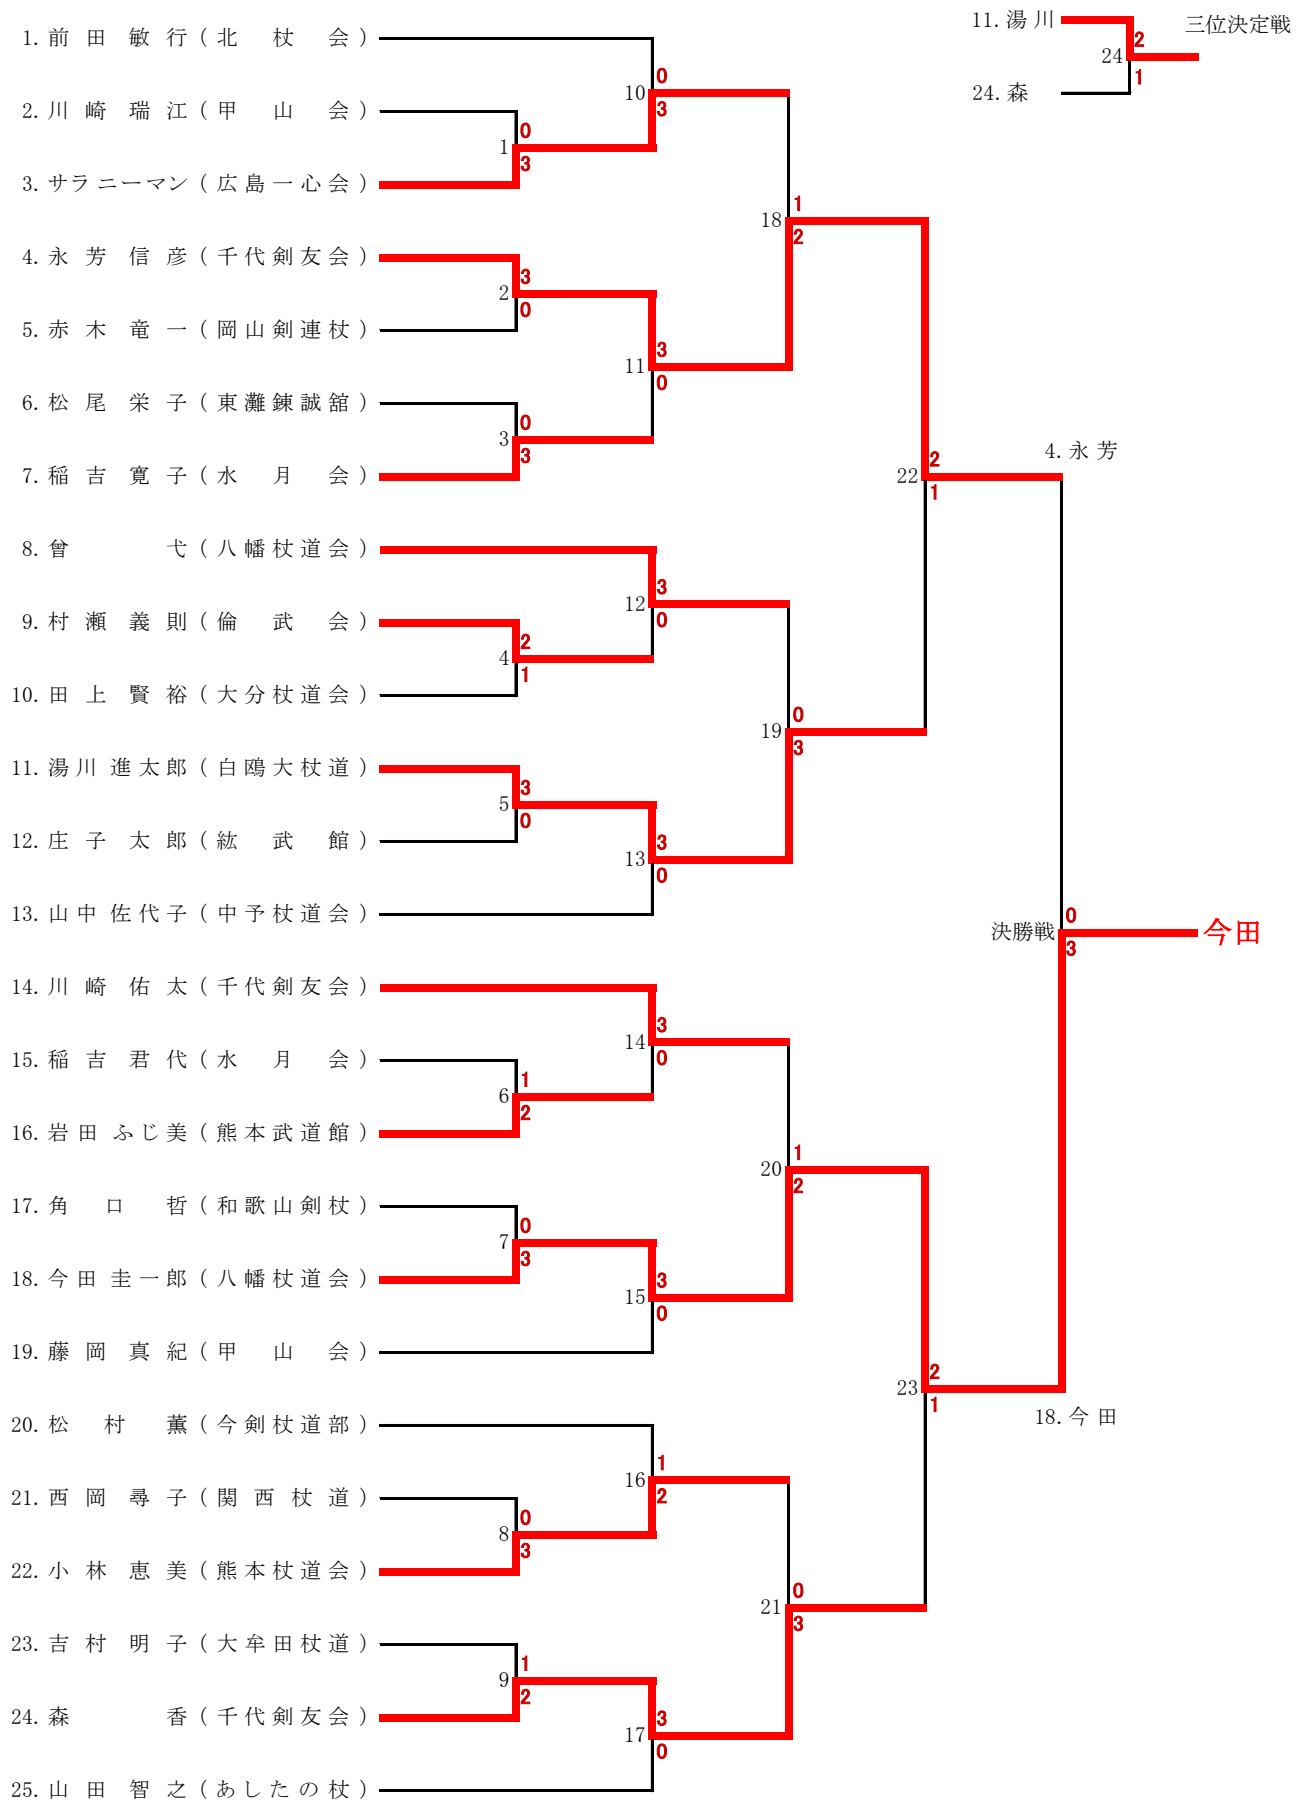 11. 湯川
三位決定戦
2
24
1
24. 森
1. 前田敏行（北杖会）
0
10
3
2. 川崎瑞江（甲山会）
0
1
3
3. サラニーマン（広島一心会）
1
18
2
4. 永芳信彦（千代剣友会）
3
2
0
5. 赤木竜一（岡山剣連杖）
3
11
0
6. 松尾栄子（東灘錬誠舘）
0
3
3
7. 稲吉寛子（水月会）
4. 永芳
2
22
1
8. 曾弋（八幡杖道会）
3
12
0
9. 村瀬義則（倫武会）
2
4
1
10. 田上賢裕（大分杖道会）
0
19
3
11. 湯川進太郎（白鴎大杖道）
3
5
0
12. 庄子太郎（紘武館）
3
13
0
13. 山中佐代子（中予杖道会）
0
決勝戦
今田
3
14. 川崎佑太（千代剣友会）
3
14
0
15. 稲吉君代（水月会）
1
6
2
16. 岩田ふじ美（熊本武道館）
1
20
2
17. 角口哲（和歌山剣杖）
0
7
3
18. 今田圭一郎（八幡杖道会）
3
15
0
19. 藤岡真紀（甲山会）
2
23
1
18. 今田
20. 松村薫（今剣杖道部）
1
16
2
21. 西岡尋子（関西杖道）
0
8
3
22. 小林恵美（熊本杖道会）
0
21
3
23. 吉村明子（大牟田杖道）
1
9
2
24. 森香（千代剣友会）
3
17
0
25. 山田智之（あしたの杖）